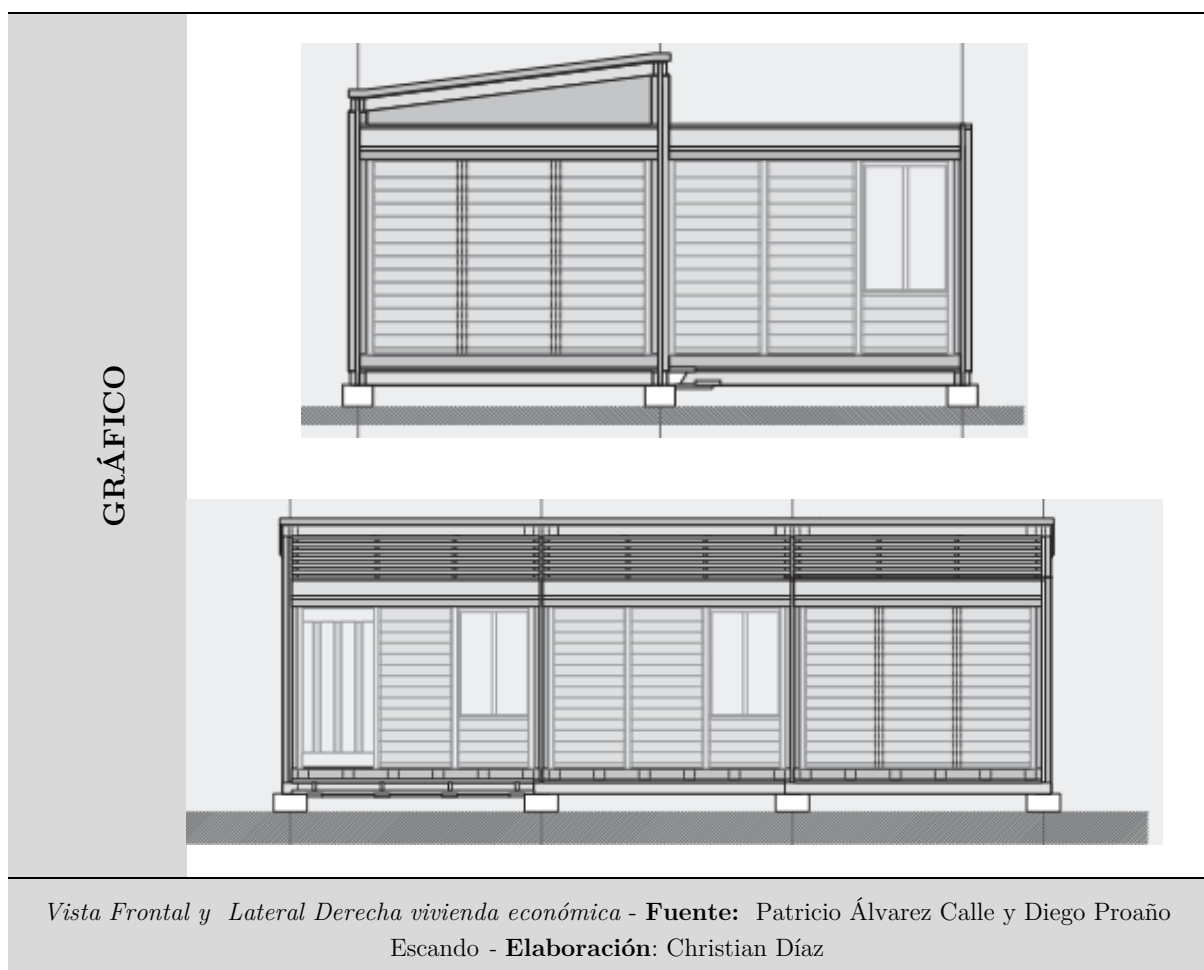 GRÁFICO
Vista Frontal y Lateral Derecha vivienda económica - Fuente: Patricio Álvarez Calle y Diego Proaño
Escando - Elaboración: Christian Díaz